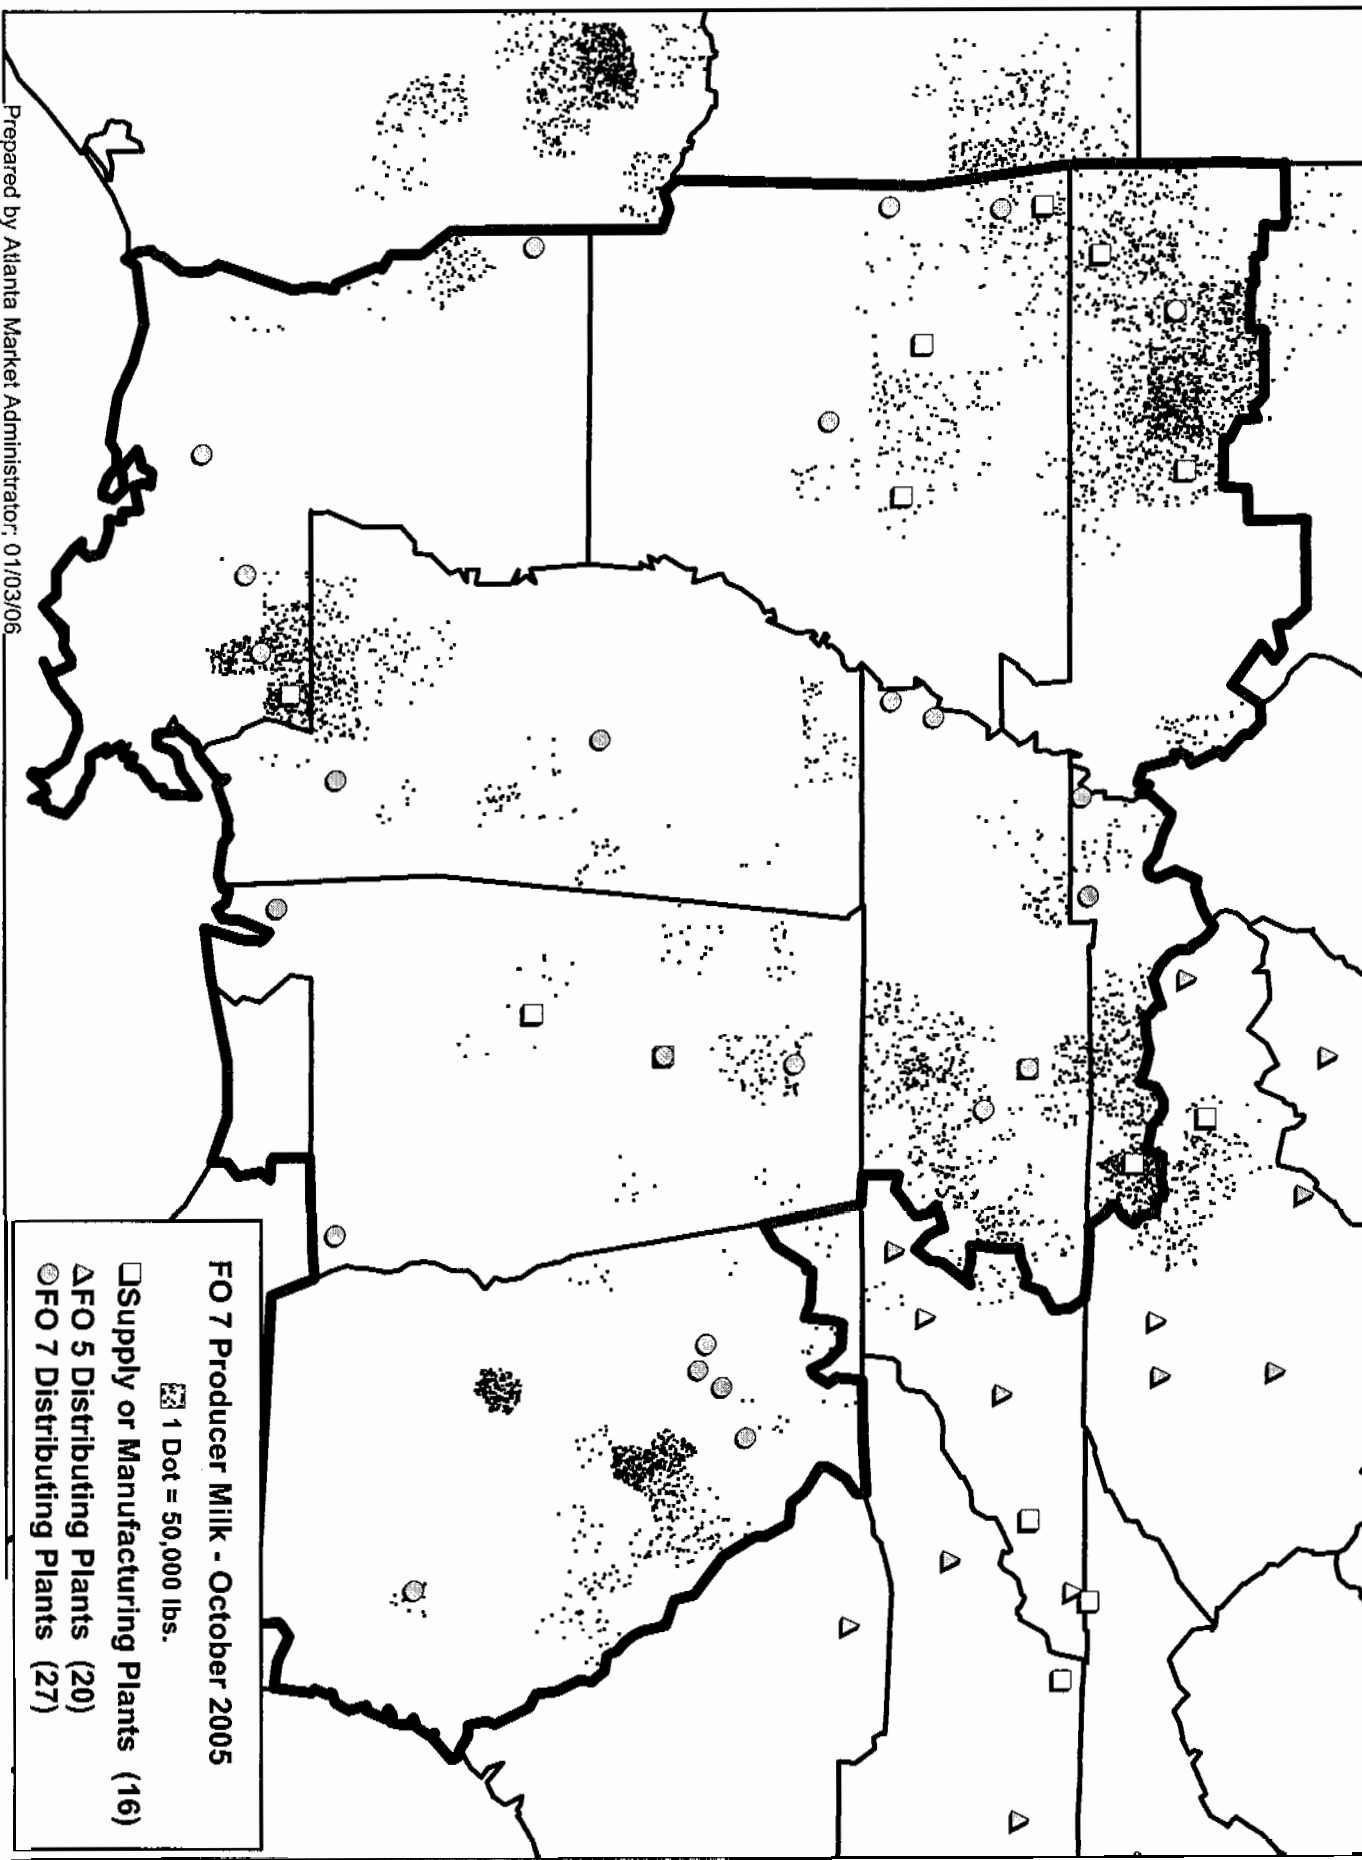 FO 7 Producer Milk - October 2005
1 Dot = 50,000 lbs.
Supply or Manufacturing Plants (16)
FO 5 Distributing Plants (20)
FO 7 Distributing Plants (27)
Prepared by Atlanta Market Administrator; 01/03/06